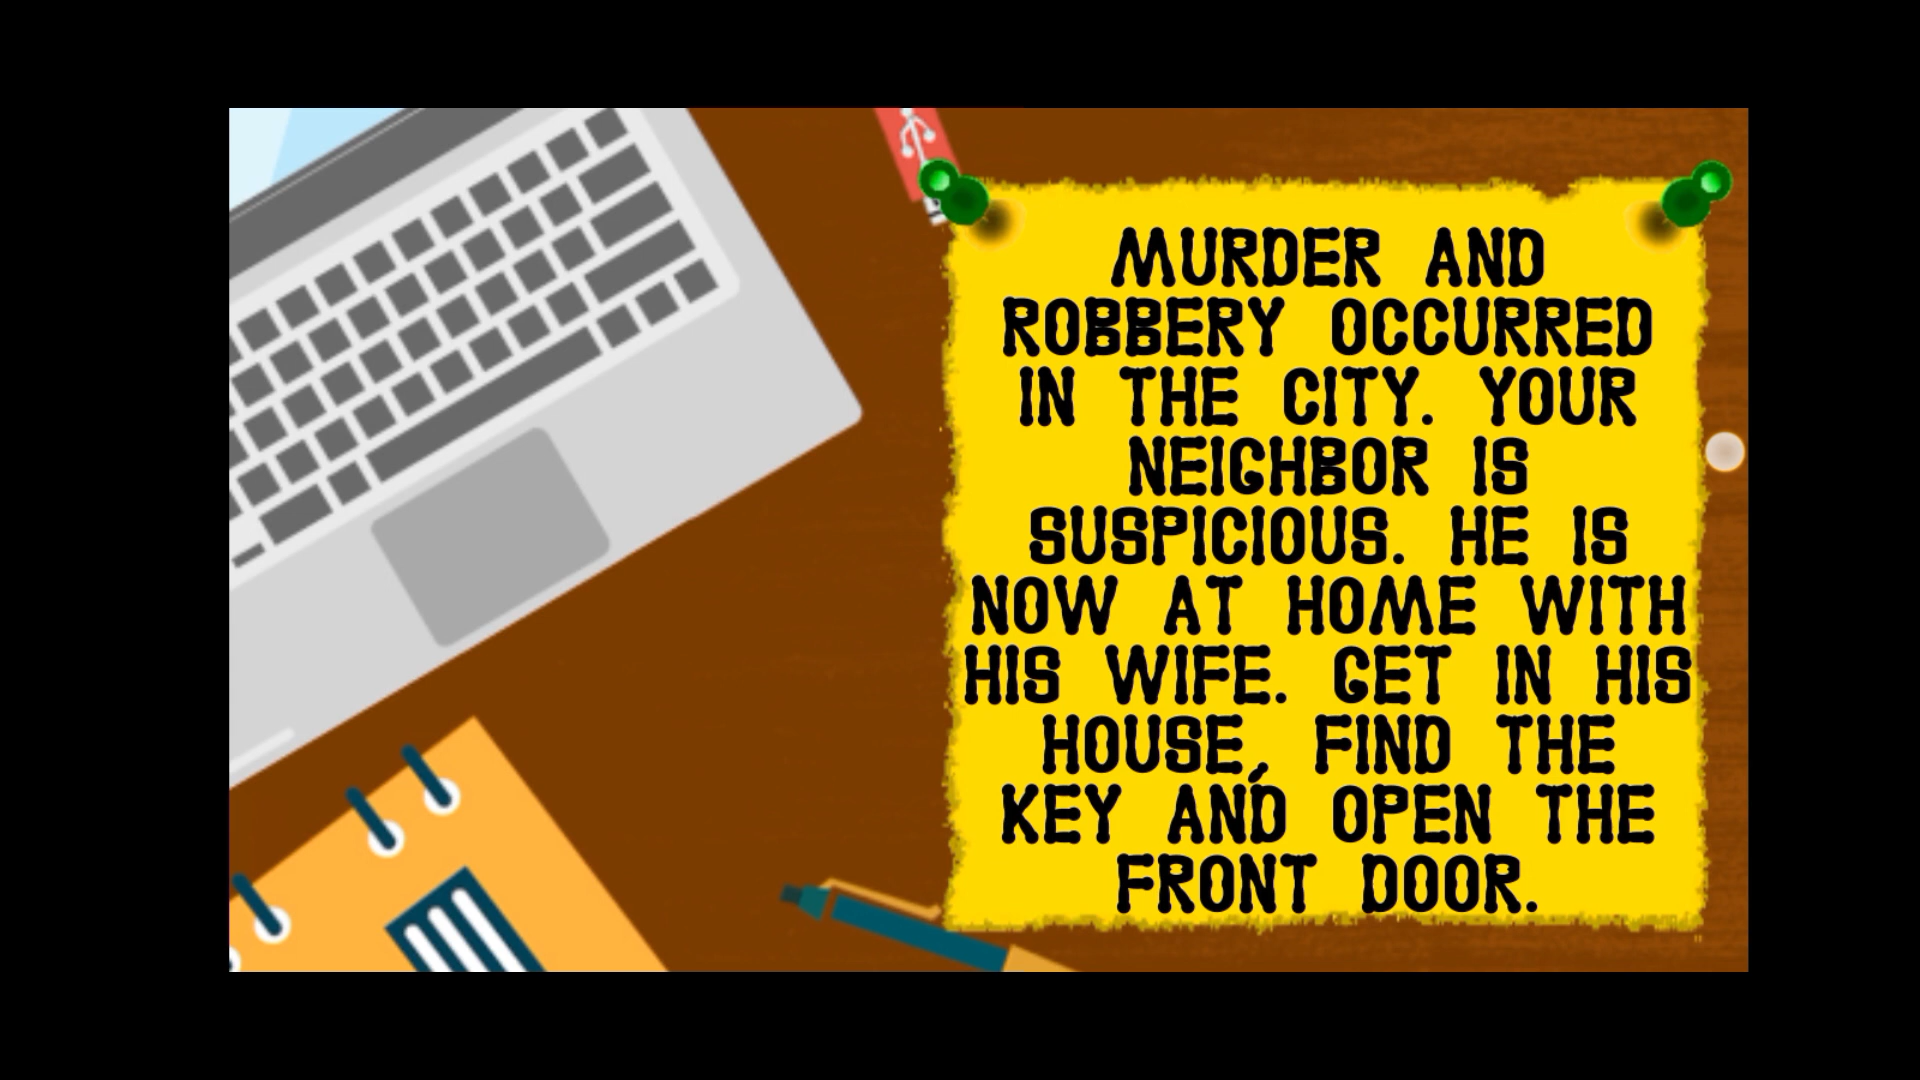 MURDER AND
ROBBERY OCCURRED
IN THE CITY. YOUR
NEIGHBOR IS
SUSPICIOUS. HE IS
NOW AT HOME WITH
HIS WIFE. GET IN HIS
HOUSE, FIND THE
KEY AND OPEN THE
FRONT DOOR.